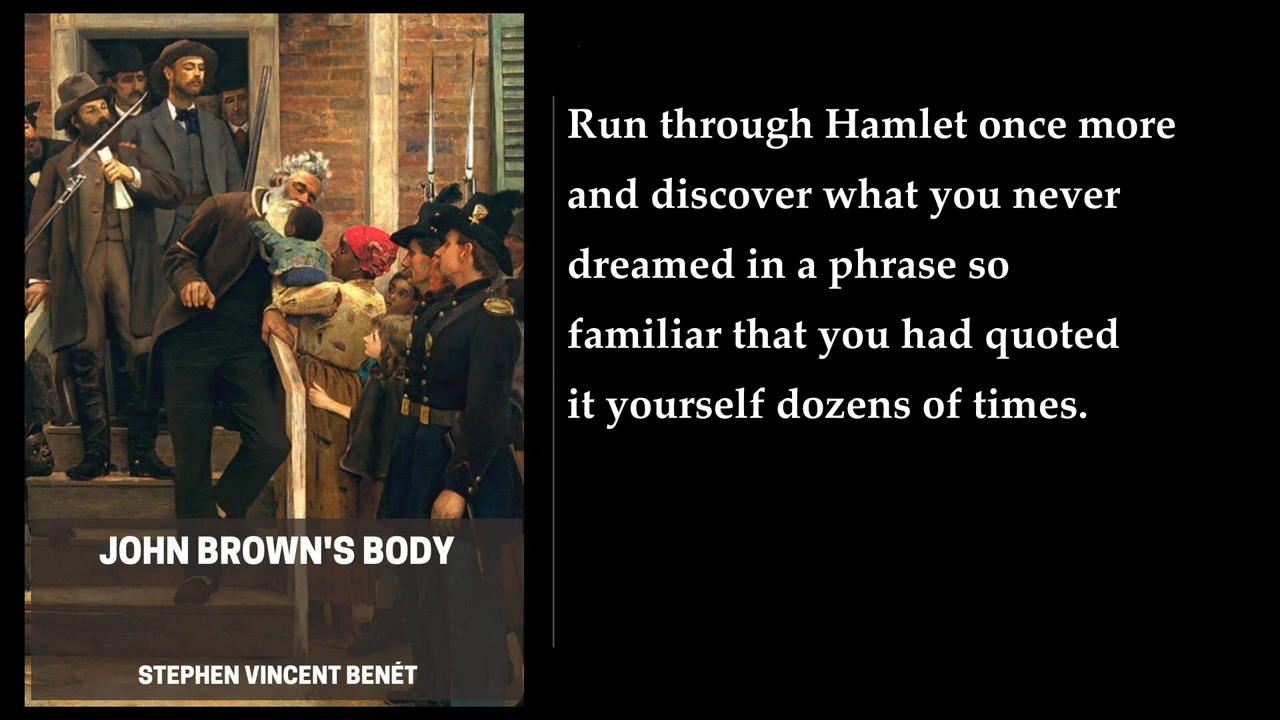 JOHN BROWN'S BODY
STEPHEN VINCENT BENÉT
Run through Hamlet once more
and discover what you never
dreamed in a phrase so
familiar that you had quoted
it yourself dozens of times.